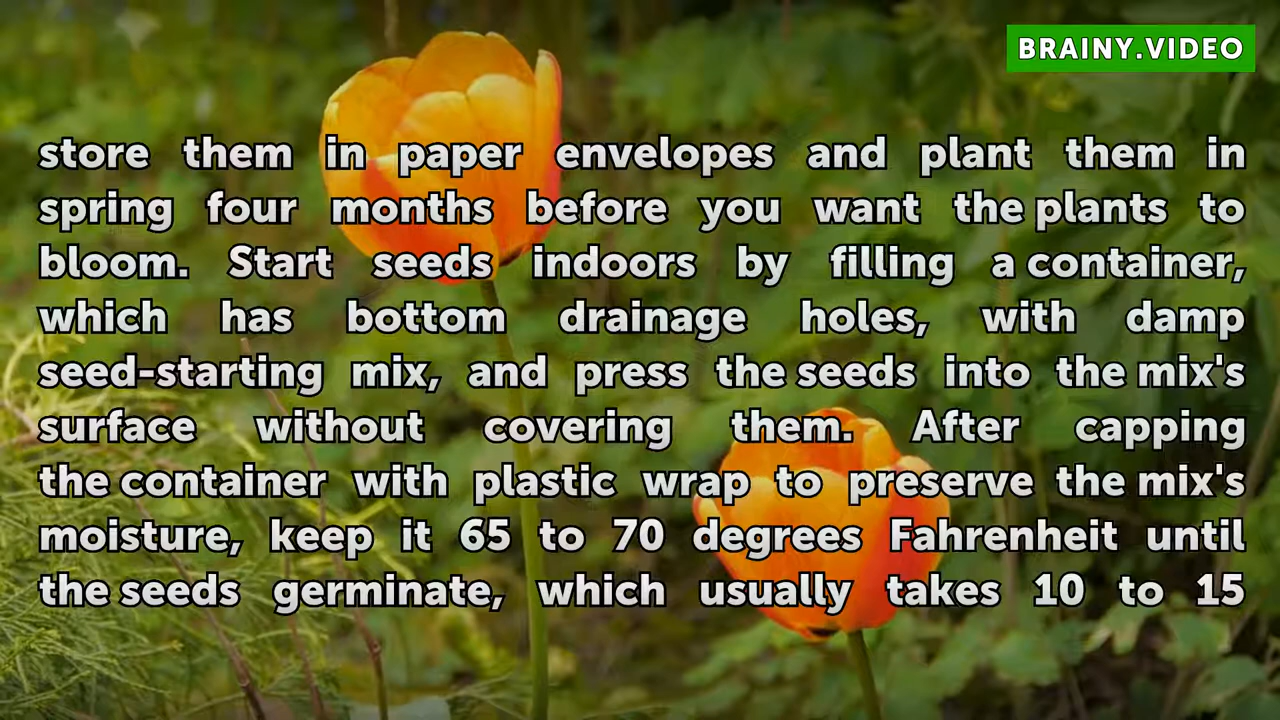 BRAINY.VIDEO
store them in paper envelopes and plant them in
spring four months before you want the plants to
bloom. Start seeds indoors by filling a container,
which has bottom drainage holes, with damp
seed-starting mix, and press the seeds into the mix's
surface without covering them. After capping
the container with plastic wrap to preserve the mix's
moisture, keep it 65 to 70 degrees Fahrenheit until
the seeds germinate, which usually takes 10 to 15